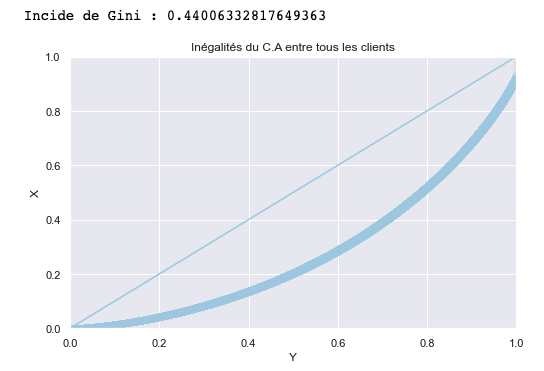 Incide de Gini : 0.44006332817649363
Inégalités du C.A entre tous les clients
1.0
0.8
0.6
0.4
0.2
0.0
X
0.0 0.2 0.4 0.6 0.8 1.0
Y